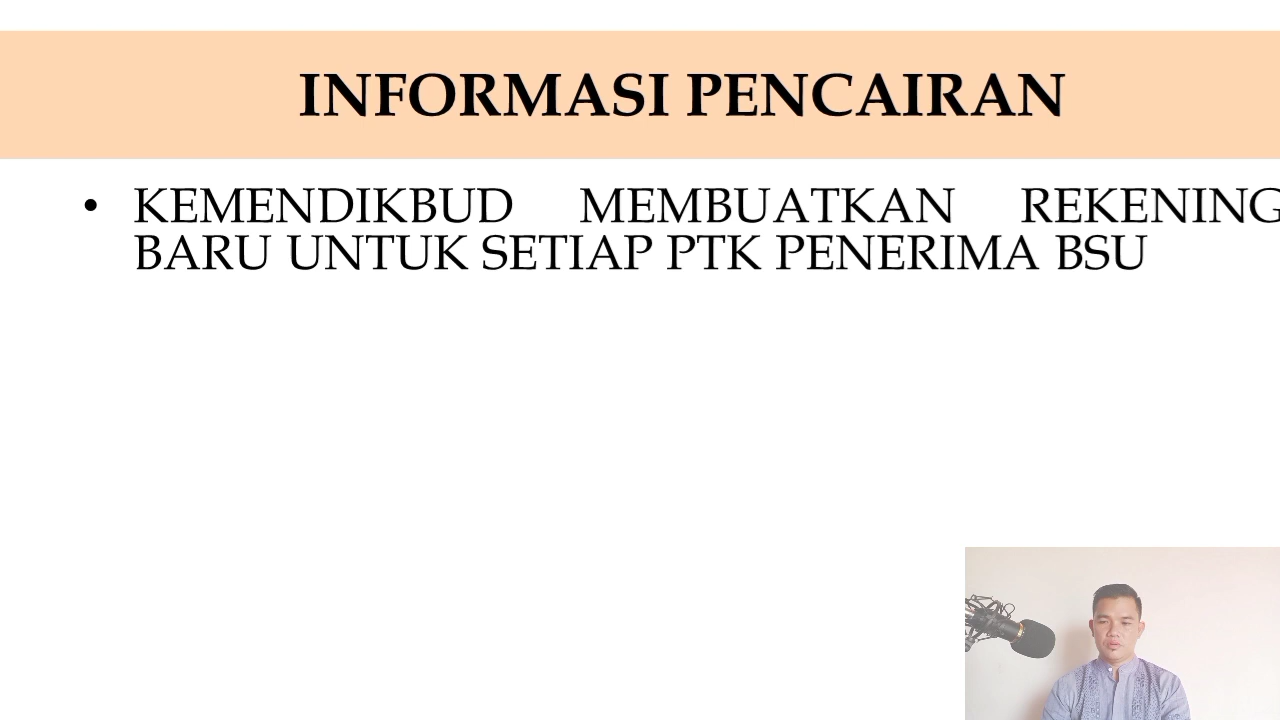 INFORMASI PENCAIRAN
• KEMENDIKBUD MEMBUATKAN REKENING
BARU UNTUK SETIAP PTK PENERIMA BSU